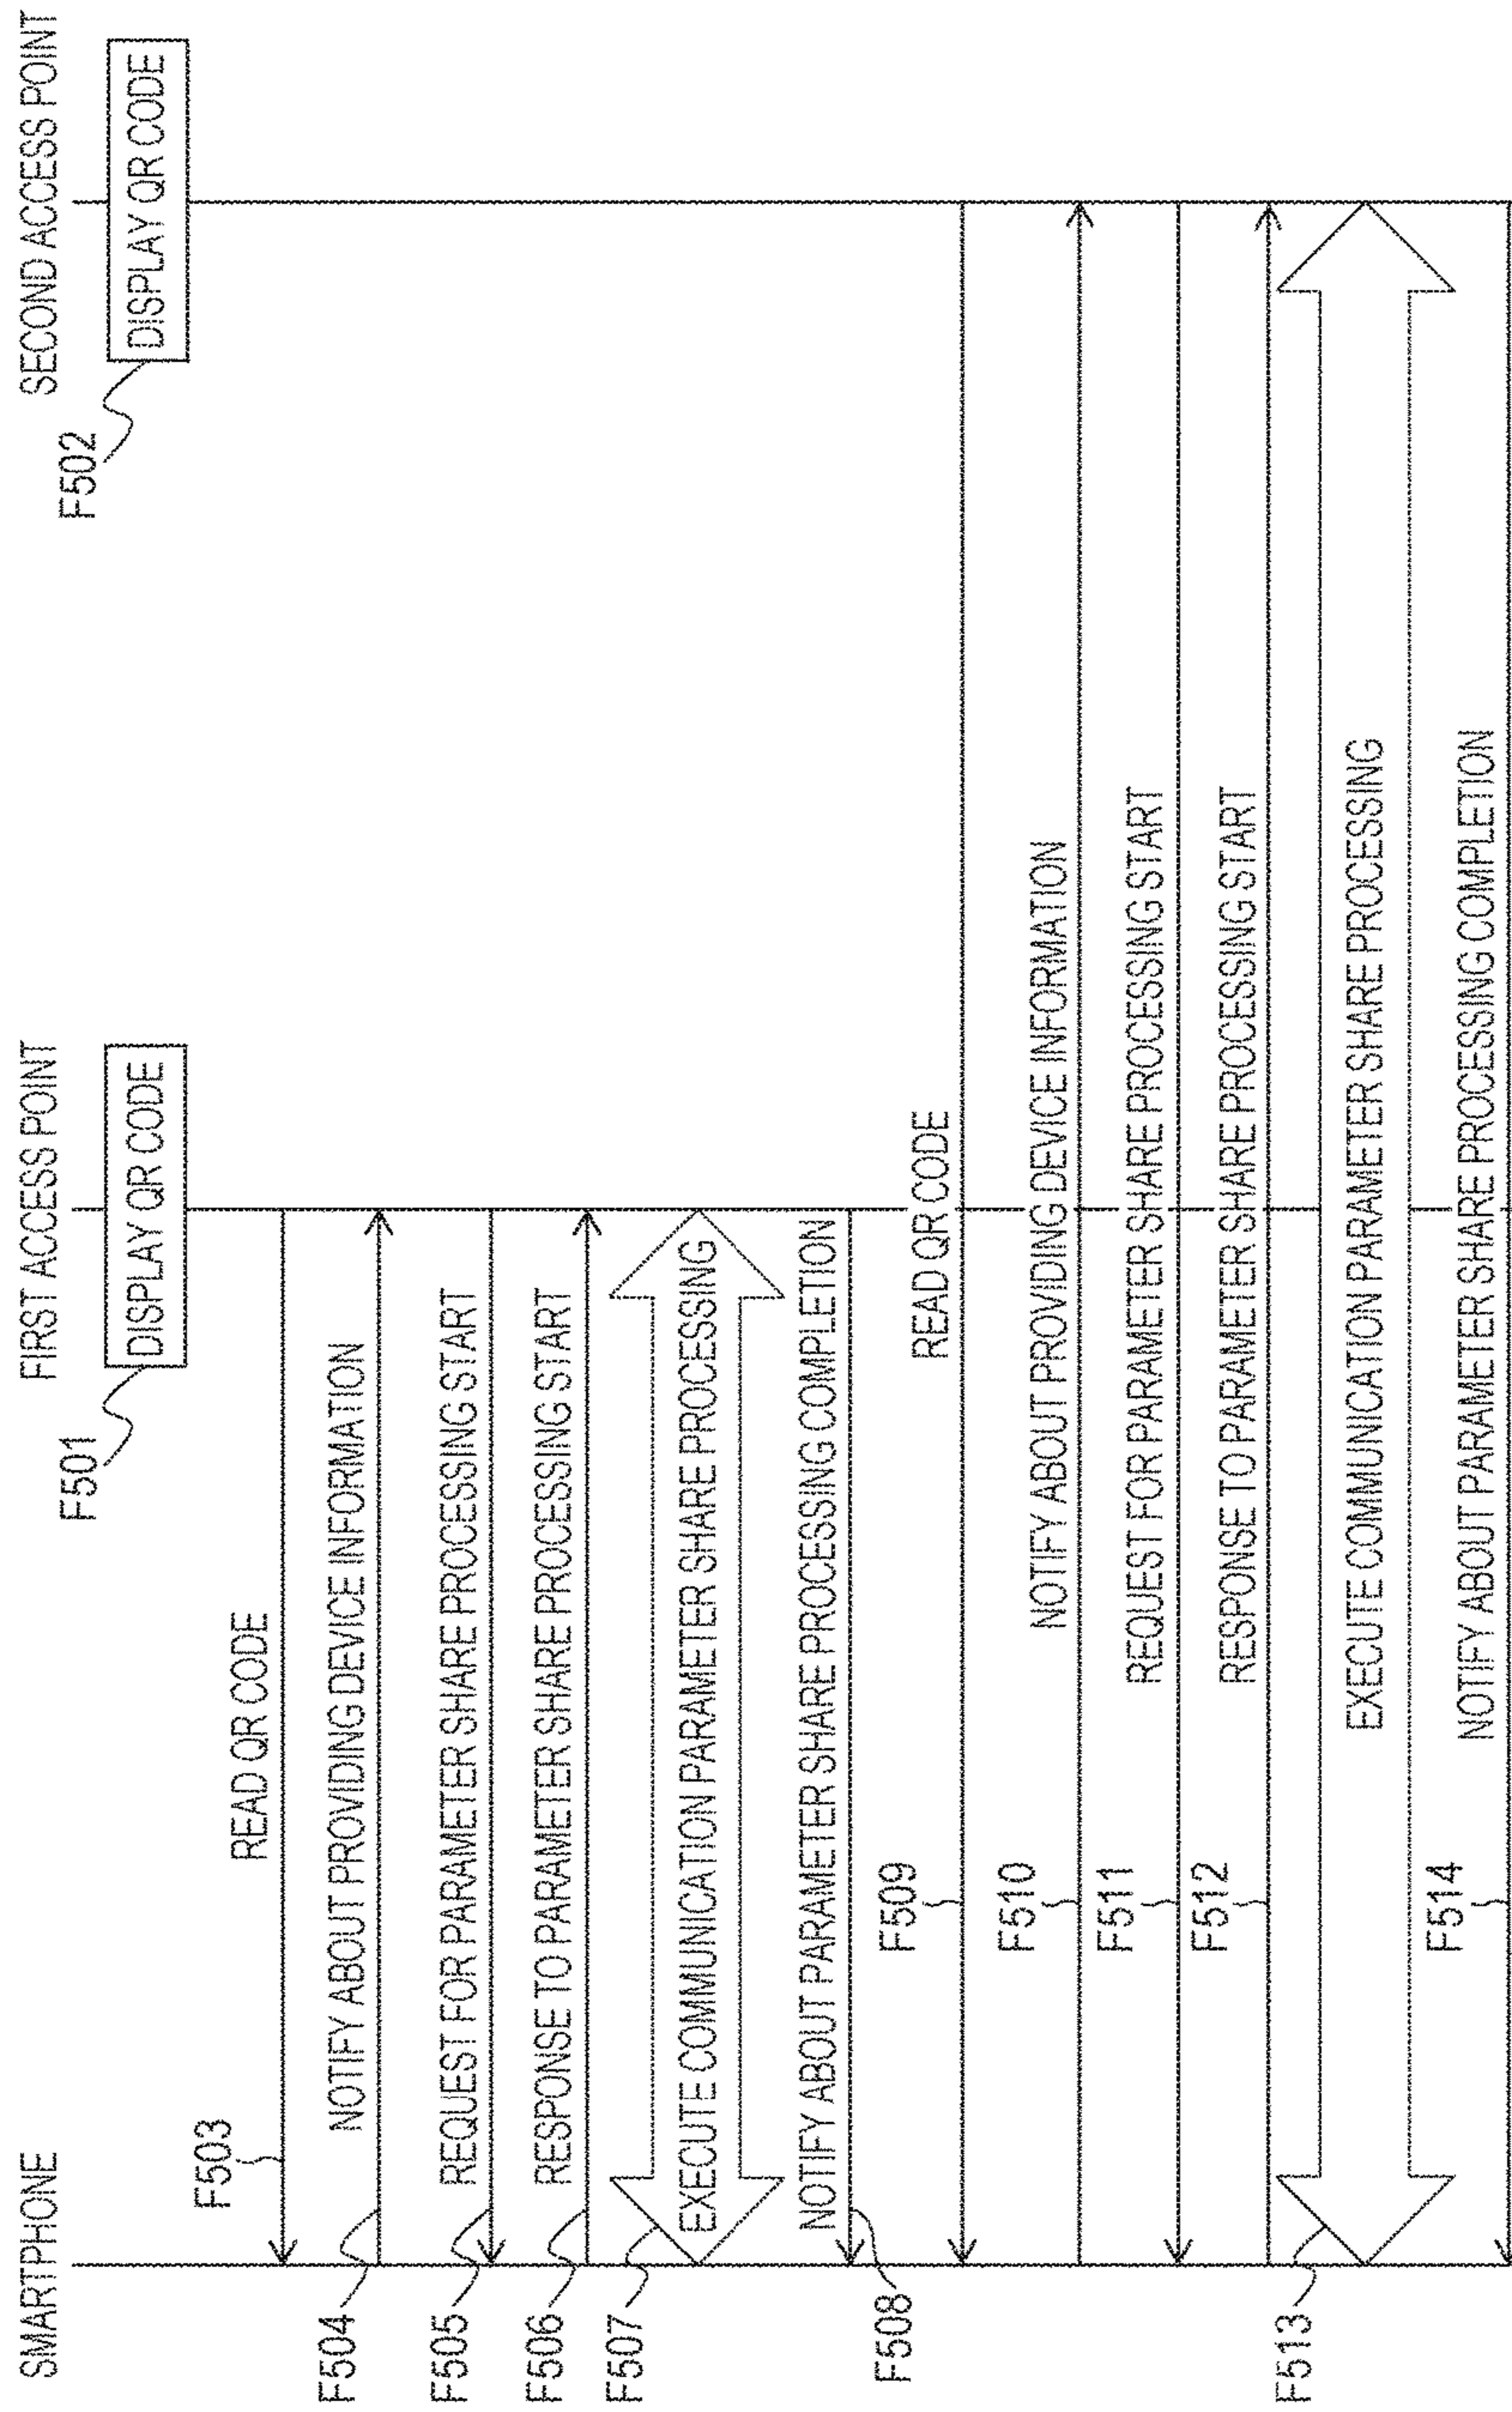 SMARTPHONE
FIRST ACCESS POINT
SECOND ACCESS POINT
F501
DISPLAY QR CODE
F502
DISPLAY QR CODE
F503
READ QR CODE
F504
NOTIFY ABOUT PROVIDING DEVICE INFORMATION
F505
REQUEST FOR PARAMETER SHARE PROCESSING START
F506
RESPONSE TO PARAMETER SHARE PROCESSING START
F507
EXECUTE COMMUNICATION PARAMETER SHARE PROCESSING
NOTIFY ABOUT PARAMETER SHARE PROCESSING COMPLETION
F508
F509
READ QR CODE
F510
NOTIFY ABOUT PROVIDING DEVICE INFORMATION
F511
REQUEST FOR PARAMETER SHARE PROCESSING START
F512
RESPONSE TO PARAMETER SHARE PROCESSING START
F513
EXECUTE COMMUNICATION PARAMETER SHARE PROCESSING
F514
NOTIFY ABOUT PARAMETER SHARE PROCESSING COMPLETION